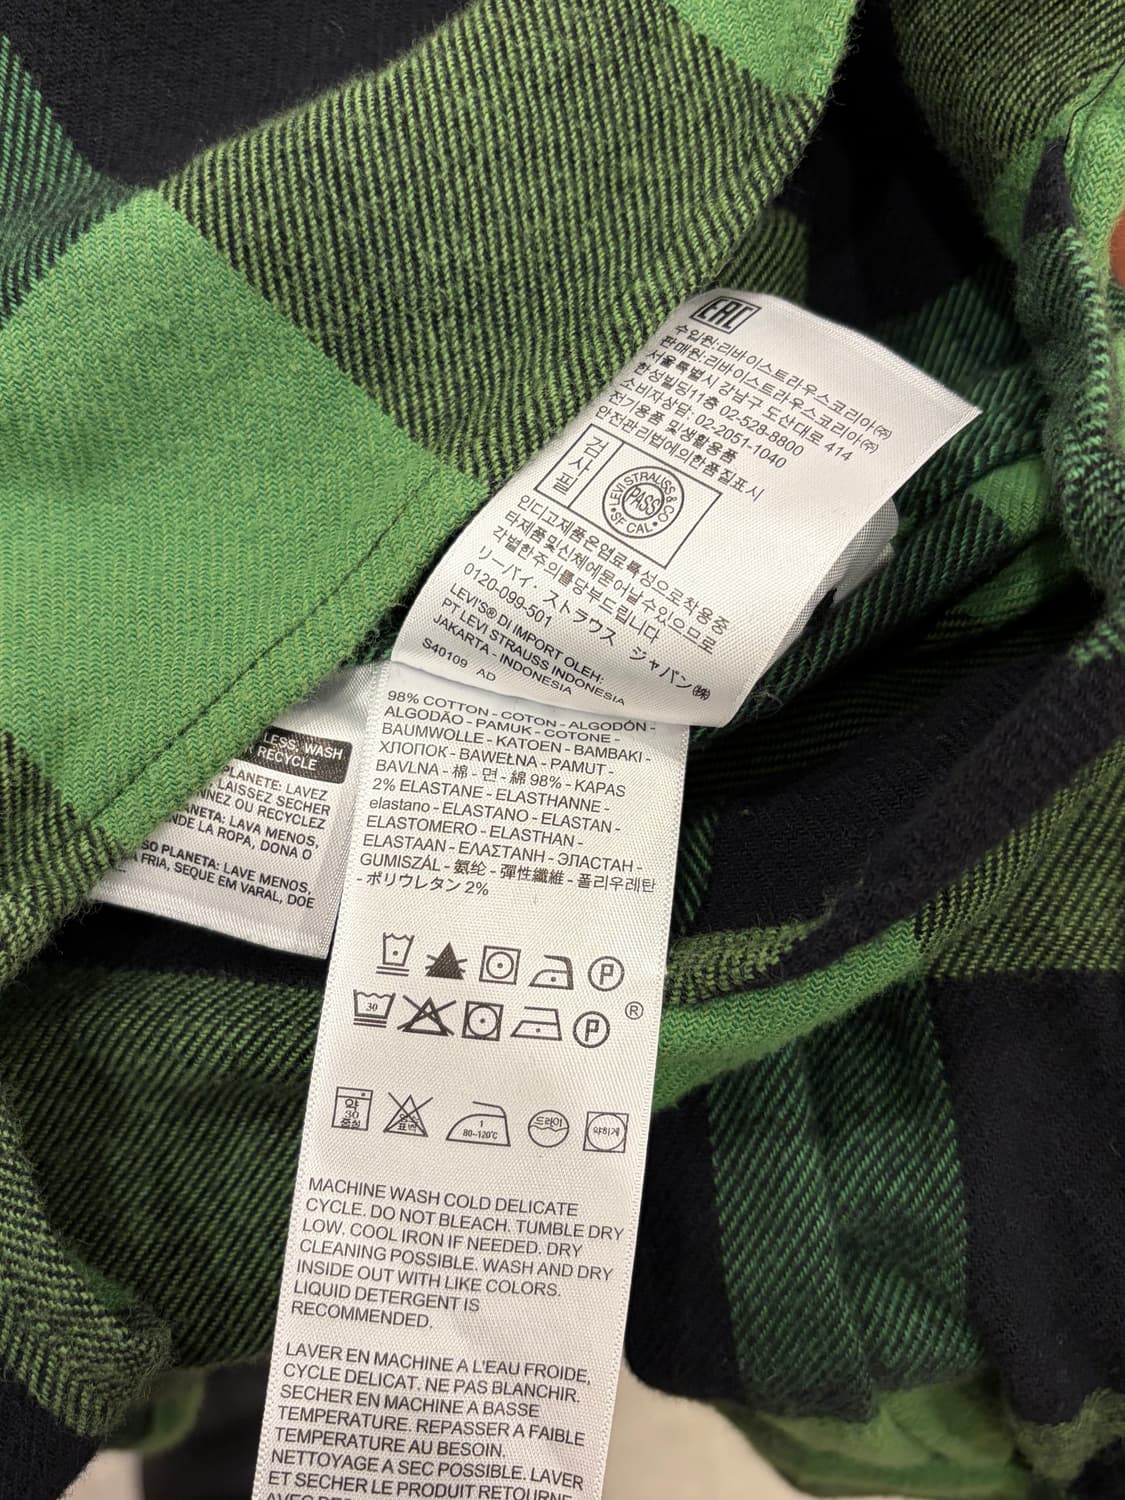 EAC
수입원:리바이스트라우스코리아㈜
판매원:리바이스트라우스코리아㈜
서울특별시 강남구 도산대로 414
한성빌딩11층 02-528-8800
소비자상담: 02-2051-1040
전기용품 및생활용품
안전관리법에의한품질표시
검
사
필
LEVI STRAUSS & CO
PASS
• SF CAL •
인디고제품은염료특성으로착용중
타제품및신체에묻어날수있으므로
각별한주의를당부드립니다
リーバイ・ストラウス ジャパン㈱
0120-099-501
LEVI'S® DI IMPORT OLEH:
PT LEVI STRAUSS INDONESIA
JAKARTA - INDONESIA
S40109 AD
98% COTTON - COTON - ALGODÓN -
ALGODÃO - PAMUK - COTONE -
BAUMWOLLE - KATOEN - BAMBAKI -
ХЛОПОК - BAWEŁNA - PAMUT -
BAVLNA - 棉 - 면 - 綿 98% - KAPAS
2% ELASTANE - ELASTHANNE -
elastano - ELASTANO - ELASTAN -
ELASTOMERO - ELASTHAN -
ELASTAAN - ΕΛΑΣΤΑΝΗ - ЭЛАСТАН -
GUMISZÁL - 氨纶 - 彈性纖維 - 폴리우레탄
- ポリウレタン 2%
P
30 P ®
약
30
중성
표백
1
80~120℃
드라이
약하게
MACHINE WASH COLD DELICATE
CYCLE. DO NOT BLEACH. TUMBLE DRY
LOW. COOL IRON IF NEEDED. DRY
CLEANING POSSIBLE. WASH AND DRY
INSIDE OUT WITH LIKE COLORS.
LIQUID DETERGENT IS
RECOMMENDED.
LAVER EN MACHINE A L'EAU FROIDE,
CYCLE DELICAT. NE PAS BLANCHIR.
SECHER EN MACHINE A BASSE
TEMPERATURE. REPASSER A FAIBLE
TEMPERATURE AU BESOIN.
NETTOYAGE A SEC POSSIBLE. LAVER
ET SECHER LE PRODUIT RETOURNE
LESS: WASH
RECYCLE
PLANETE: LAVEZ
LAISSEZ SECHER
NNEZ OU RECYCLEZ
ANETA: LAVA MENOS,
NDE LA ROPA, DONA O
SO PLANETA: LAVE MENOS,
A FRIA, SEQUE EM VARAL, DOE